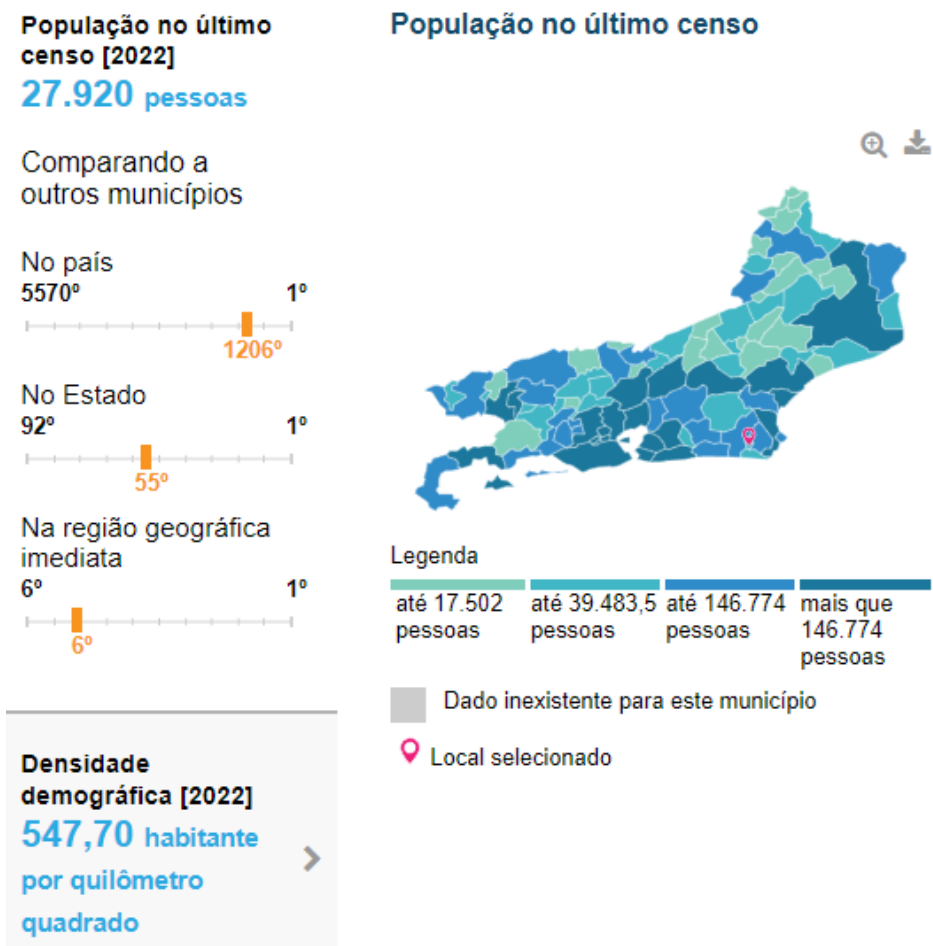 População no último
censo [2022]
27.920 pessoas
Comparando a
outros municípios
No país
5570º 1º
1206º
No Estado
92º 1º
55º
Na região geográfica
imediata
6º 1º
6º
Densidade
demográfica [2022]
547,70 habitante
por quilômetro
quadrado
População no último censo
Legenda
até 17.502
pessoas
até 39.483,5
pessoas
até 146.774
pessoas
mais que
146.774
pessoas
Dado inexistente para este município
Local selecionado